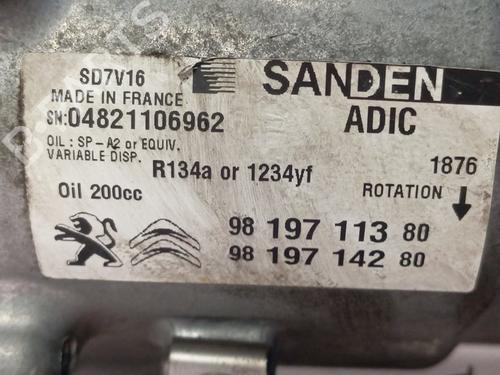 SD7V16
SANDEN
MADE IN FRANCE
SN:04821106962
ADIC
OIL : SP-A2 or EQUIV.
VARIABLE DISP.
R134a or 1234yf
1876
Oil 200cc
ROTATION
98 197 113 80
98 197 142 80